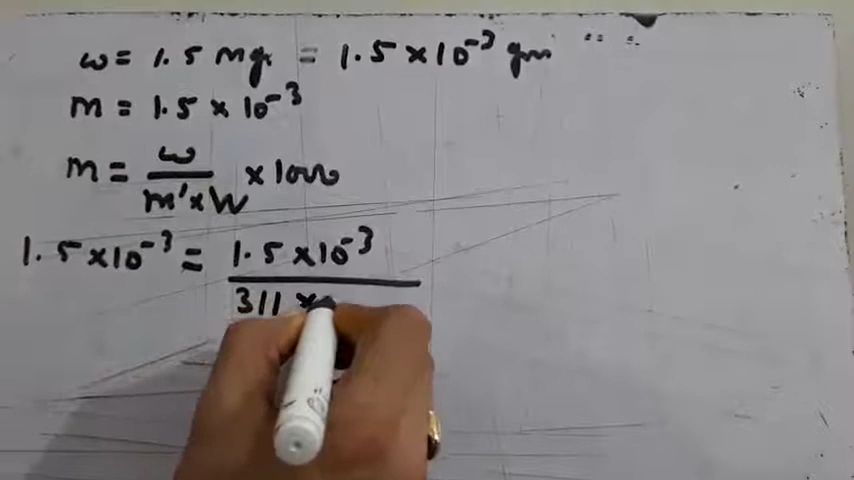 w = 1.5 mg = 1.5 × 10⁻³ gm
m = 1.5 × 10⁻³
m = w / m' × W × 1000
1.5 × 10⁻³ = 1.5 × 10⁻³
311 ×